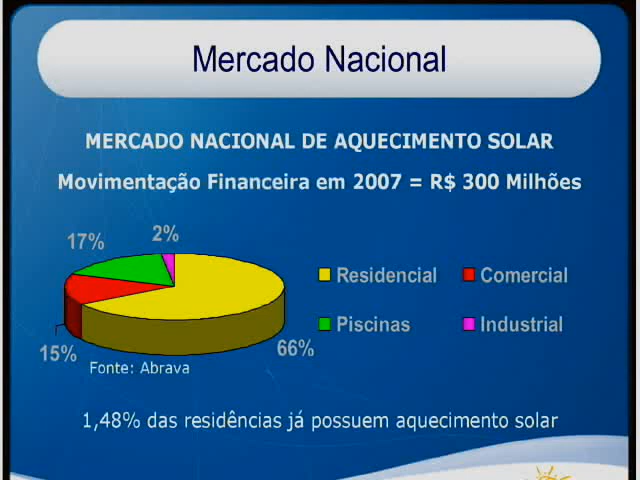 Mercado Nacional
MERCADO NACIONAL DE AQUECIMENTO SOLAR
Movimentação Financeira em 2007 = R$ 300 Milhões
17%
2%
Residencial
Comercial
Piscinas
Industrial
15%
66%
Fonte: Abrava
1,48% das residências já possuem aquecimento solar